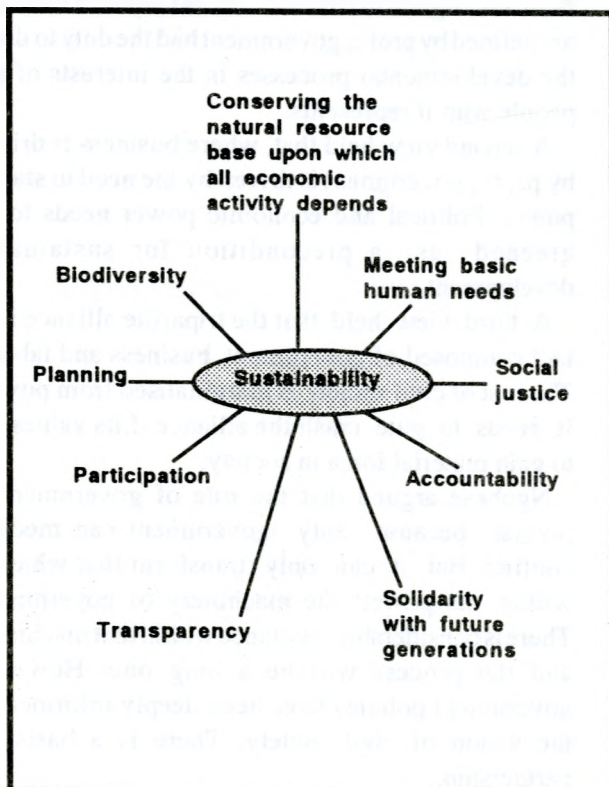 Conserving the
natural resource
base upon which
all economic
activity depends
Biodiversity
Meeting basic
human needs
Planning
Sustainability
Social
justice
Participation
Accountability
Transparency
Solidarity
with future
generations